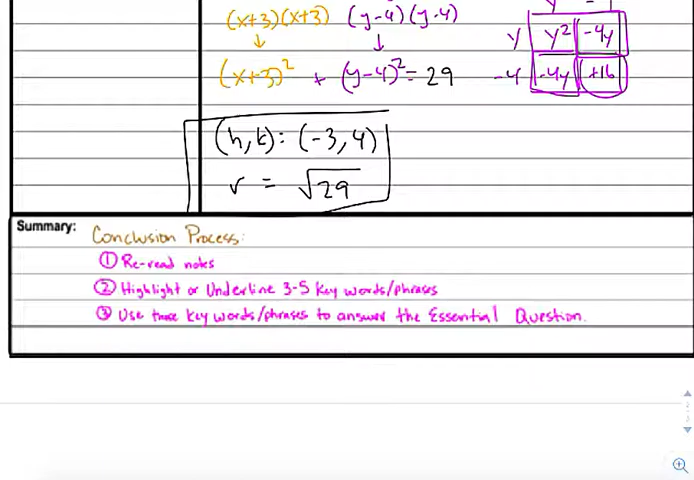 (x+3)(x+3) (y-4)(y-4)
y y² -4y
↓ ↓
(x+3)² + (y-4)² = 29
-4 -4y +16
(h,k): (-3,4)
r = √29
Summary: Conclusion Process:
① Re-read notes
② Highlight or Underline 3-5 Key words/phrases
③ Use those Key words/phrases to answer the Essential Question.